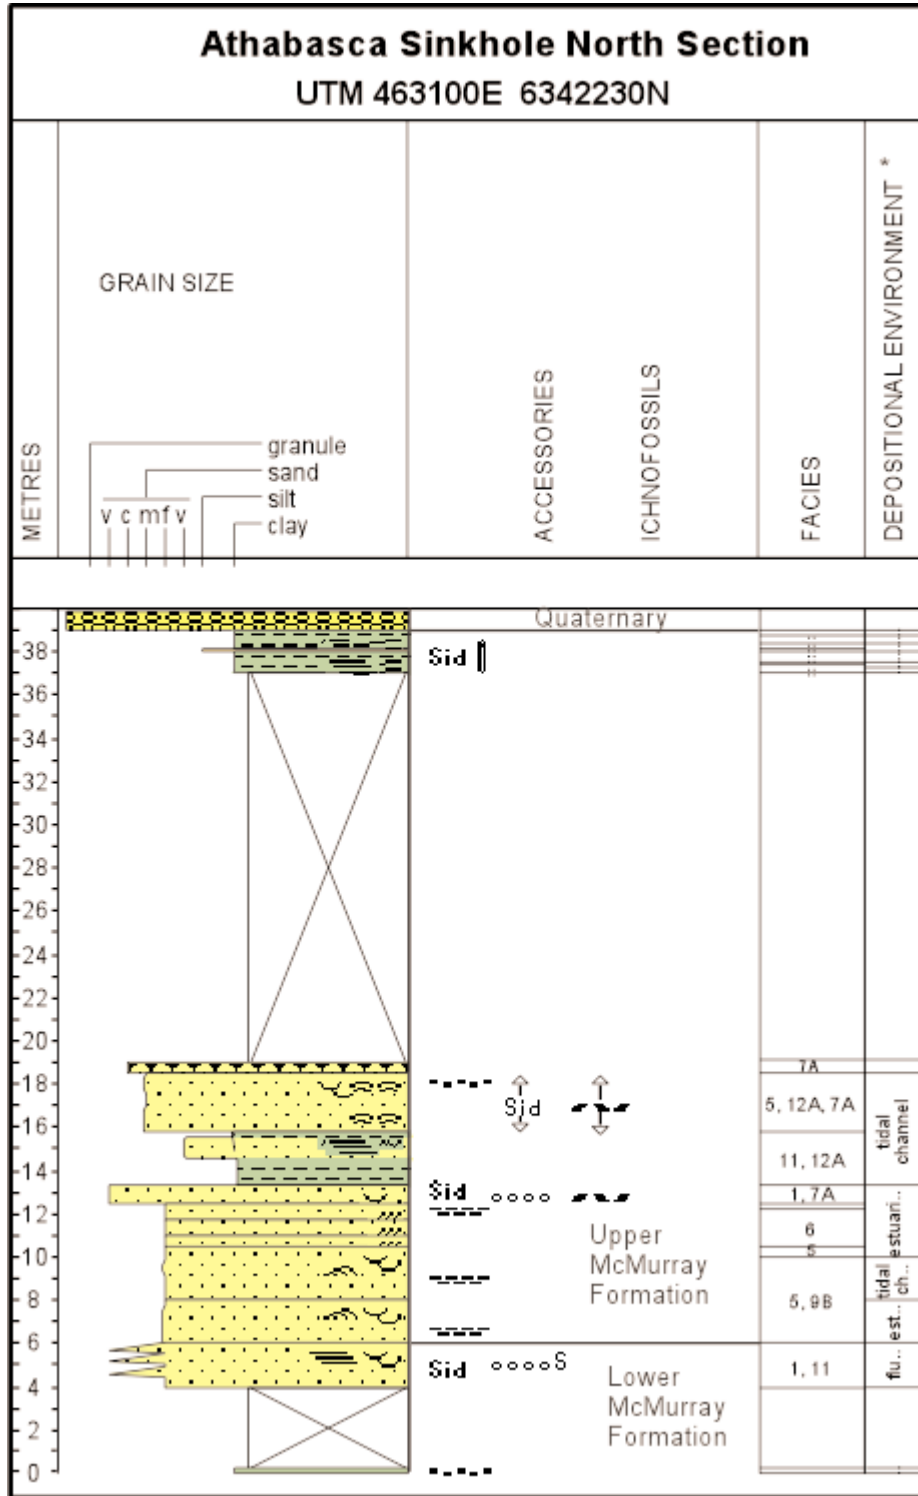 Athabasca Sinkhole North Section
UTM 463100E 6342230N
METRES
GRAIN SIZE
granule
sand
silt
clay
v c m f v
ACCESSORIES
ICHNOFOSSILS
FACIES
DEPOSITIONAL ENVIRONMENT *
Quaternary
38
Sid
36
34
32
30
28
26
24
22
20
7A
18
Sid
5, 12A, 7A
16
tidal
channel
11, 12A
14
Sid
1, 7A
12
estuari..
6
Upper
McMurray
Formation
10
5
tidal
ch..
8
5, 9B
est..
6
Sid
S
1, 11
flu..
4
Lower
McMurray
Formation
2
0